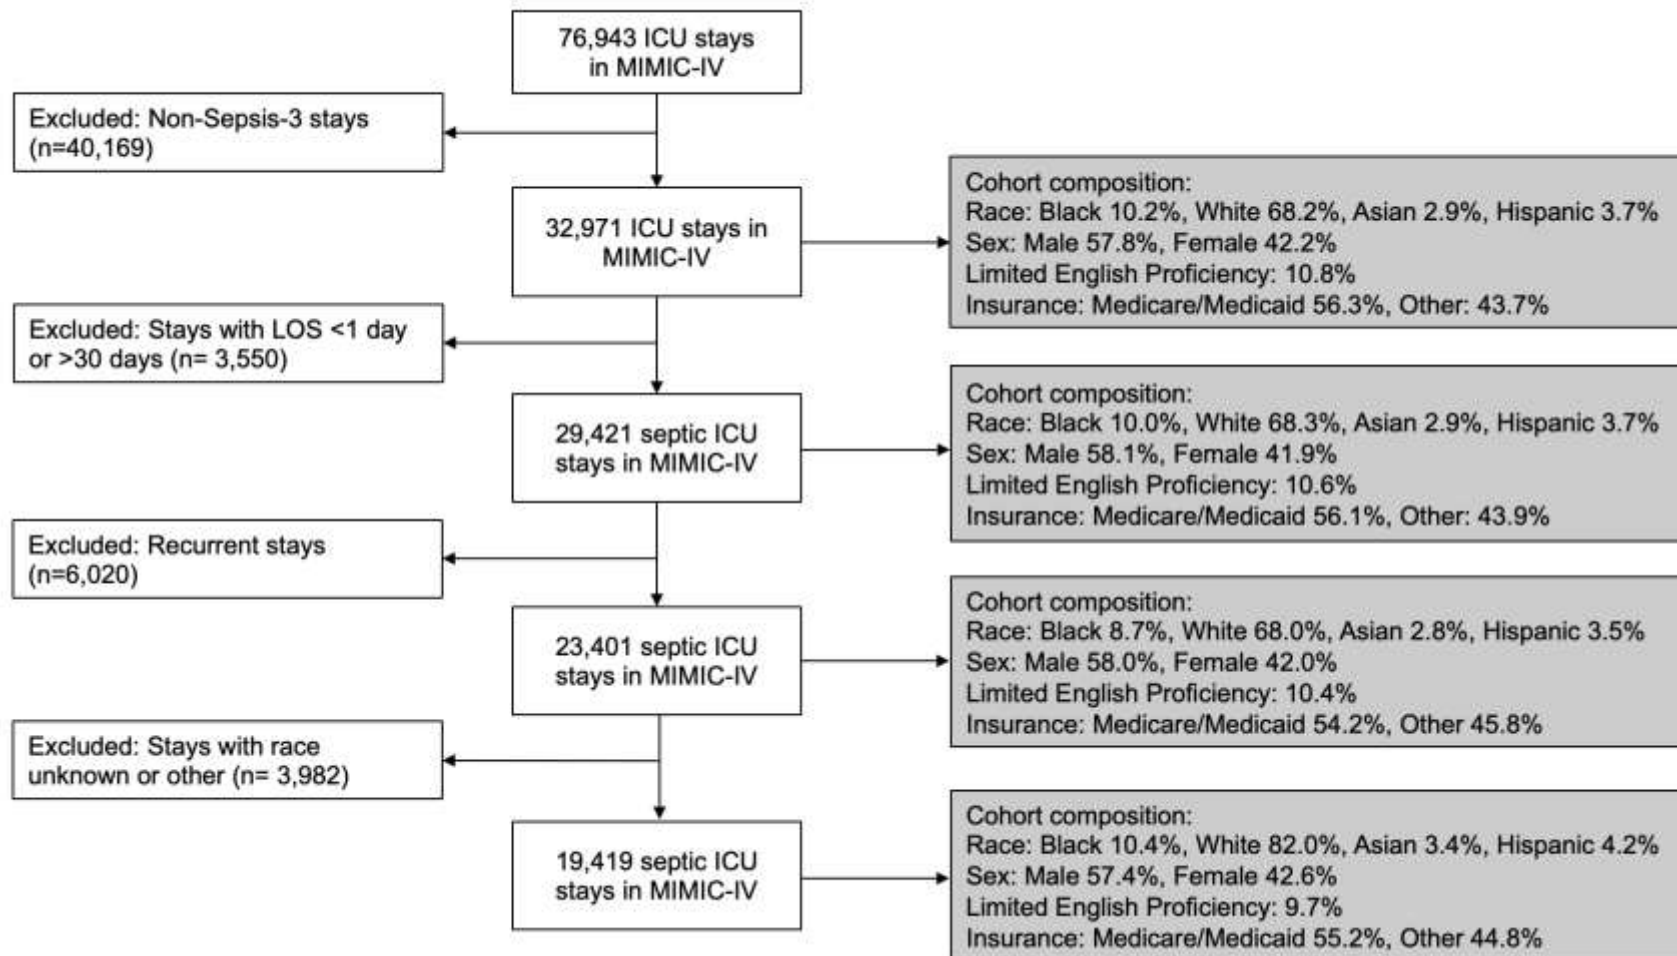 76,943 ICU stays
in MIMIC-IV
Excluded: Non-Sepsis-3 stays
(n=40,169)
32,971 ICU stays in
MIMIC-IV
Cohort composition:
Race: Black 10.2%, White 68.2%, Asian 2.9%, Hispanic 3.7%
Sex: Male 57.8%, Female 42.2%
Limited English Proficiency: 10.8%
Insurance: Medicare/Medicaid 56.3%, Other: 43.7%
Excluded: Stays with LOS <1 day
or >30 days (n= 3,550)
29,421 septic ICU
stays in MIMIC-IV
Cohort composition:
Race: Black 10.0%, White 68.3%, Asian 2.9%, Hispanic 3.7%
Sex: Male 58.1%, Female 41.9%
Limited English Proficiency: 10.6%
Insurance: Medicare/Medicaid 56.1%, Other: 43.9%
Excluded: Recurrent stays
(n=6,020)
23,401 septic ICU
stays in MIMIC-IV
Cohort composition:
Race: Black 8.7%, White 68.0%, Asian 2.8%, Hispanic 3.5%
Sex: Male 58.0%, Female 42.0%
Limited English Proficiency: 10.4%
Insurance: Medicare/Medicaid 54.2%, Other 45.8%
Excluded: Stays with race
unknown or other (n= 3,982)
19,419 septic ICU
stays in MIMIC-IV
Cohort composition:
Race: Black 10.4%, White 82.0%, Asian 3.4%, Hispanic 4.2%
Sex: Male 57.4%, Female 42.6%
Limited English Proficiency: 9.7%
Insurance: Medicare/Medicaid 55.2%, Other 44.8%